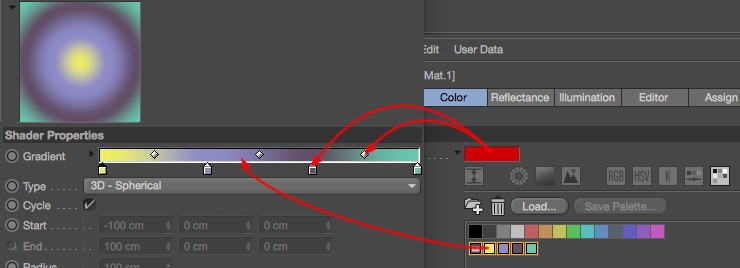 Edit User Data
Mat.1]
Color Reflectance Illumination Editor Assign
Shader Properties
Gradient
Type 3D - Spherical
Cycle
RGB HSV K
Start -100 cm 0 cm 0 cm
Load... Save Palette...
End 100 cm 0 cm 0 cm
Radius 100 cm